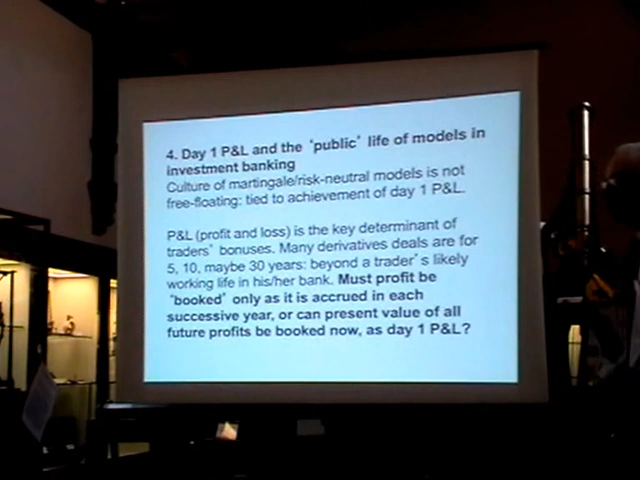 4. Day 1 P&L and the ‘public’ life of models in
investment banking
Culture of martingale/risk-neutral models is not
free-floating: tied to achievement of day 1 P&L.
P&L (profit and loss) is the key determinant of
traders’ bonuses. Many derivatives deals are for
5, 10, maybe 30 years: beyond a trader’s likely
working life in his/her bank. Must profit be
‘booked’ only as it is accrued in each
successive year, or can present value of all
future profits be booked now, as day 1 P&L?